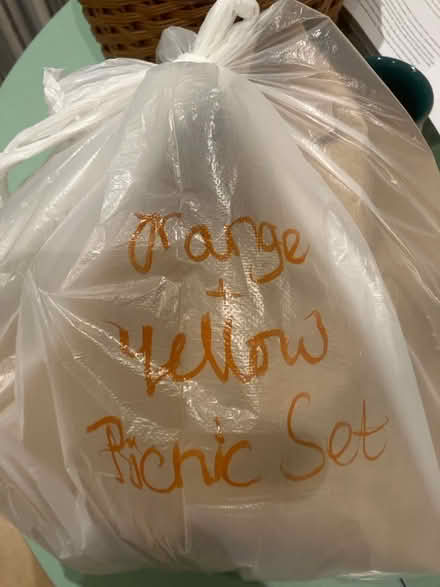 Orange
+
yellow
Picnic Set